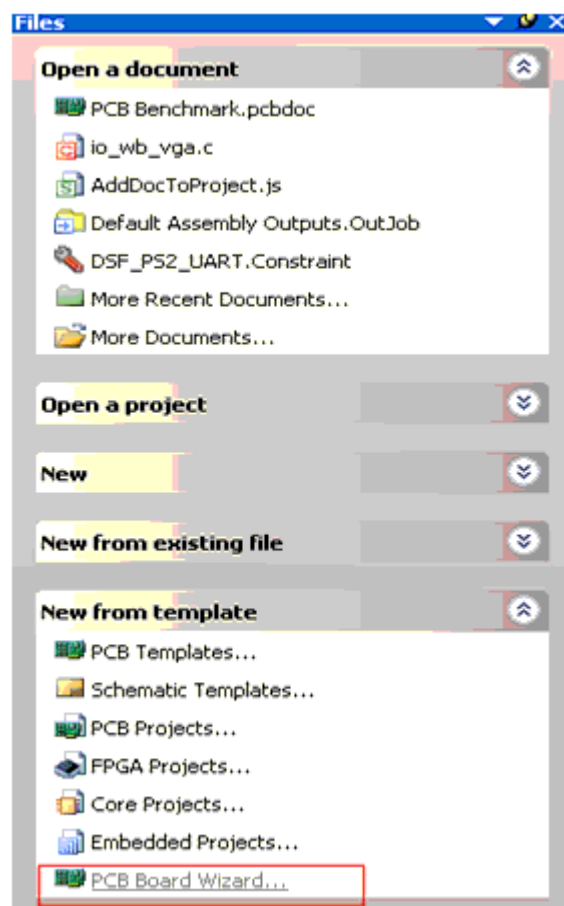 Files
Open a document
PCB Benchmark.pcbdoc
io_wb_vga.c
AddDocToProject.js
Default Assembly Outputs.OutJob
DSF_PS2_UART.Constraint
More Recent Documents...
More Documents...
Open a project
New
New from existing file
New from template
PCB Templates...
Schematic Templates...
PCB Projects...
FPGA Projects...
Core Projects...
Embedded Projects...
PCB Board Wizard...